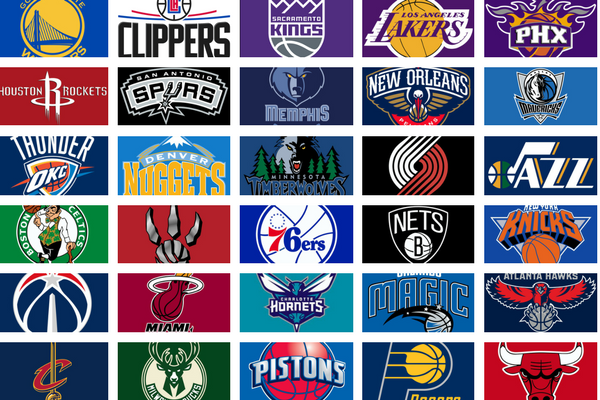 CLIPPERS
SACRAMENTO
KINGS
LOS ANGELES
LAKERS
PHX
HOUSTON ROCKETS
SAN ANTONIO
SPURS
MEMPHIS
NEW ORLEANS
PELICANS
MAVERICKS
THUNDER
OKC
DENVER
NUGGETS
MINNESOTA
TIMBERWOLVES
JAZZ
BOSTON CELTICS
76ers
NETS
B
NEW YORK
KNICKS
MIAMI
CHARLOTTE
HORNETS
ORLANDO
MAGIC
ATLANTA HAWKS
C
PISTONS
Pacers